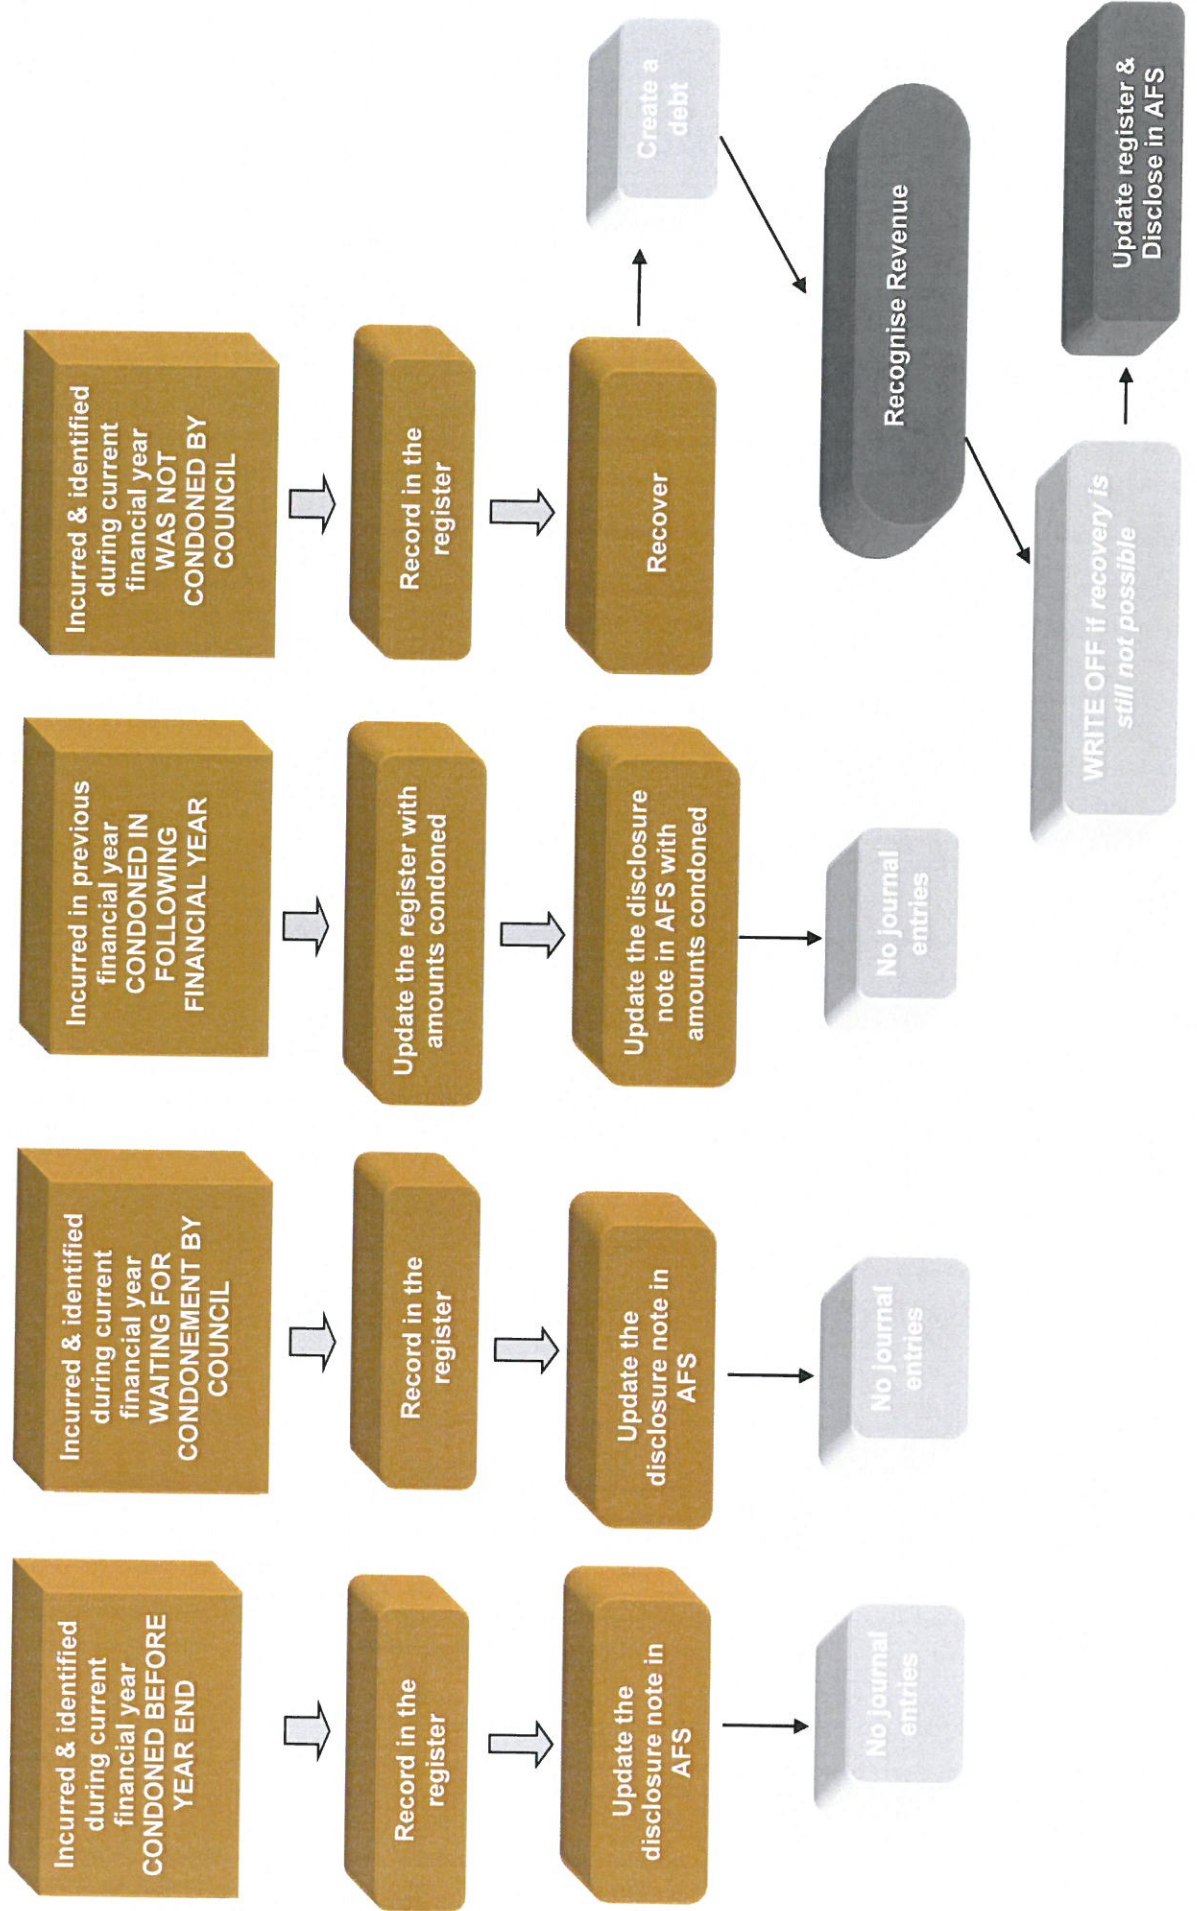 Incurred & identified
during current
financial year
CONDONED BEFORE
YEAR END
Record in the
register
Update the
disclosure note in
AFS
No journal
entries
Incurred & identified
during current
financial year
WAITING FOR
CONDONEMENT BY
COUNCIL
Record in the
register
Update the
disclosure note in
AFS
No journal
entries
Incurred in previous
financial year
CONDONED IN
FOLLOWING
FINANCIAL YEAR
Update the register with
amounts condoned
Update the disclosure
note in AFS with
amounts condoned
No journal
entries
Incurred & identified
during current
financial year
WAS NOT
CONDONED BY
COUNCIL
Record in the
register
Recover
Create a
debt
Recognise Revenue
WRITE OFF if recovery is
still not possible
Update register &
Disclose in AFS